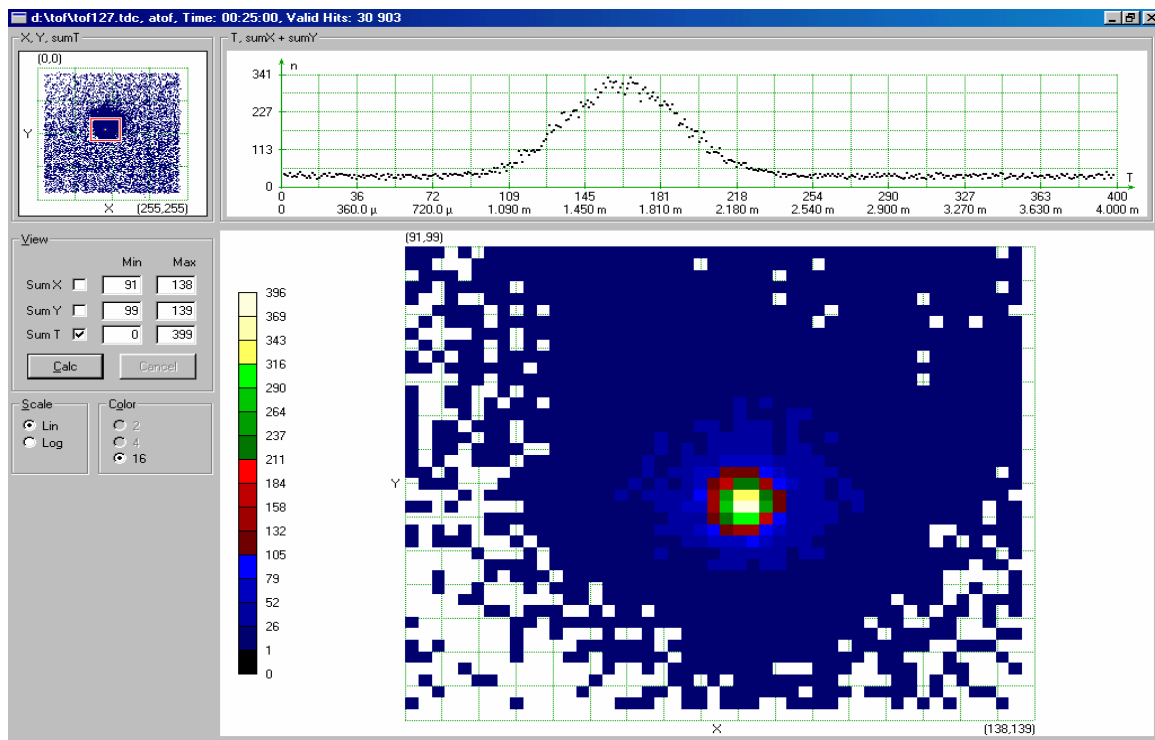 d:\tof\tof127.tdc, atof, Time: 00:25:00, Valid Hits: 30 903
X, Y, sumT
(0,0)
Y
X (255,255)
T, sumX + sumY
n
341
227
113
0
T
0 36 72 109 145 181 218 254 290 327 363 400
0 360.0 µ 720.0 µ 1.090 m 1.450 m 1.810 m 2.180 m 2.540 m 2.900 m 3.270 m 3.630 m 4.000 m
View
Min Max
Sum X 91 138
Sum Y 99 139
Sum T 0 399
Calc Cancel
Scale
Lin
Log
Color
2
4
16
(91,99)
396
369
343
316
290
264
237
211
184
158
132
105
79
52
26
1
0
Y
X
(138,139)